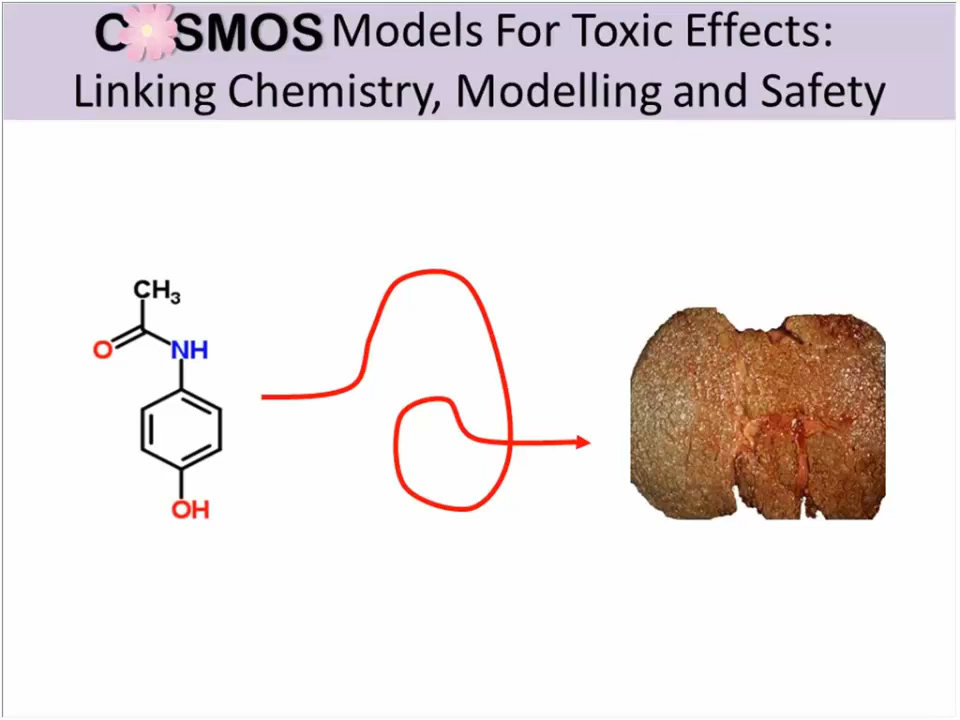 COSMOS Models For Toxic Effects:
Linking Chemistry, Modelling and Safety
CH3
O
NH
OH